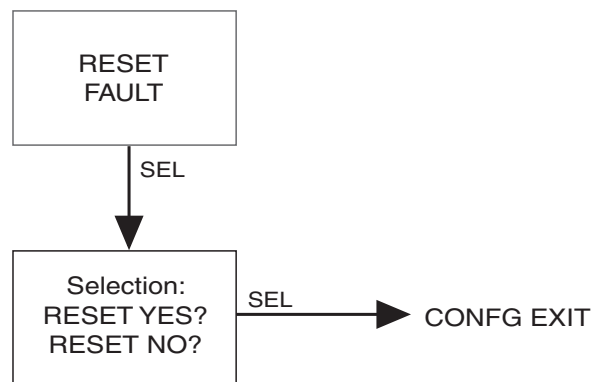 RESET
FAULT
SEL
Selection:
RESET YES?
RESET NO?
SEL
CONFG EXIT